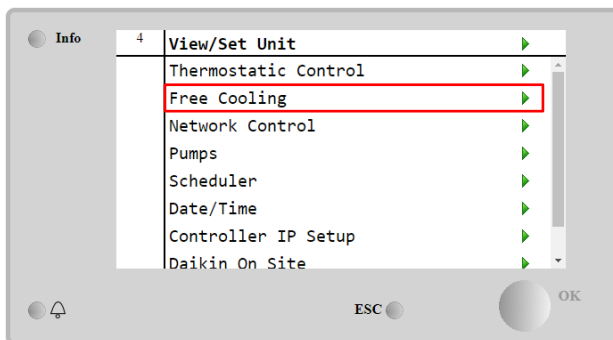 Info
4 View/Set Unit
Thermostatic Control
Free Cooling
Network Control
Pumps
Scheduler
Date/Time
Controller IP Setup
Daikin On Site
ESC
OK